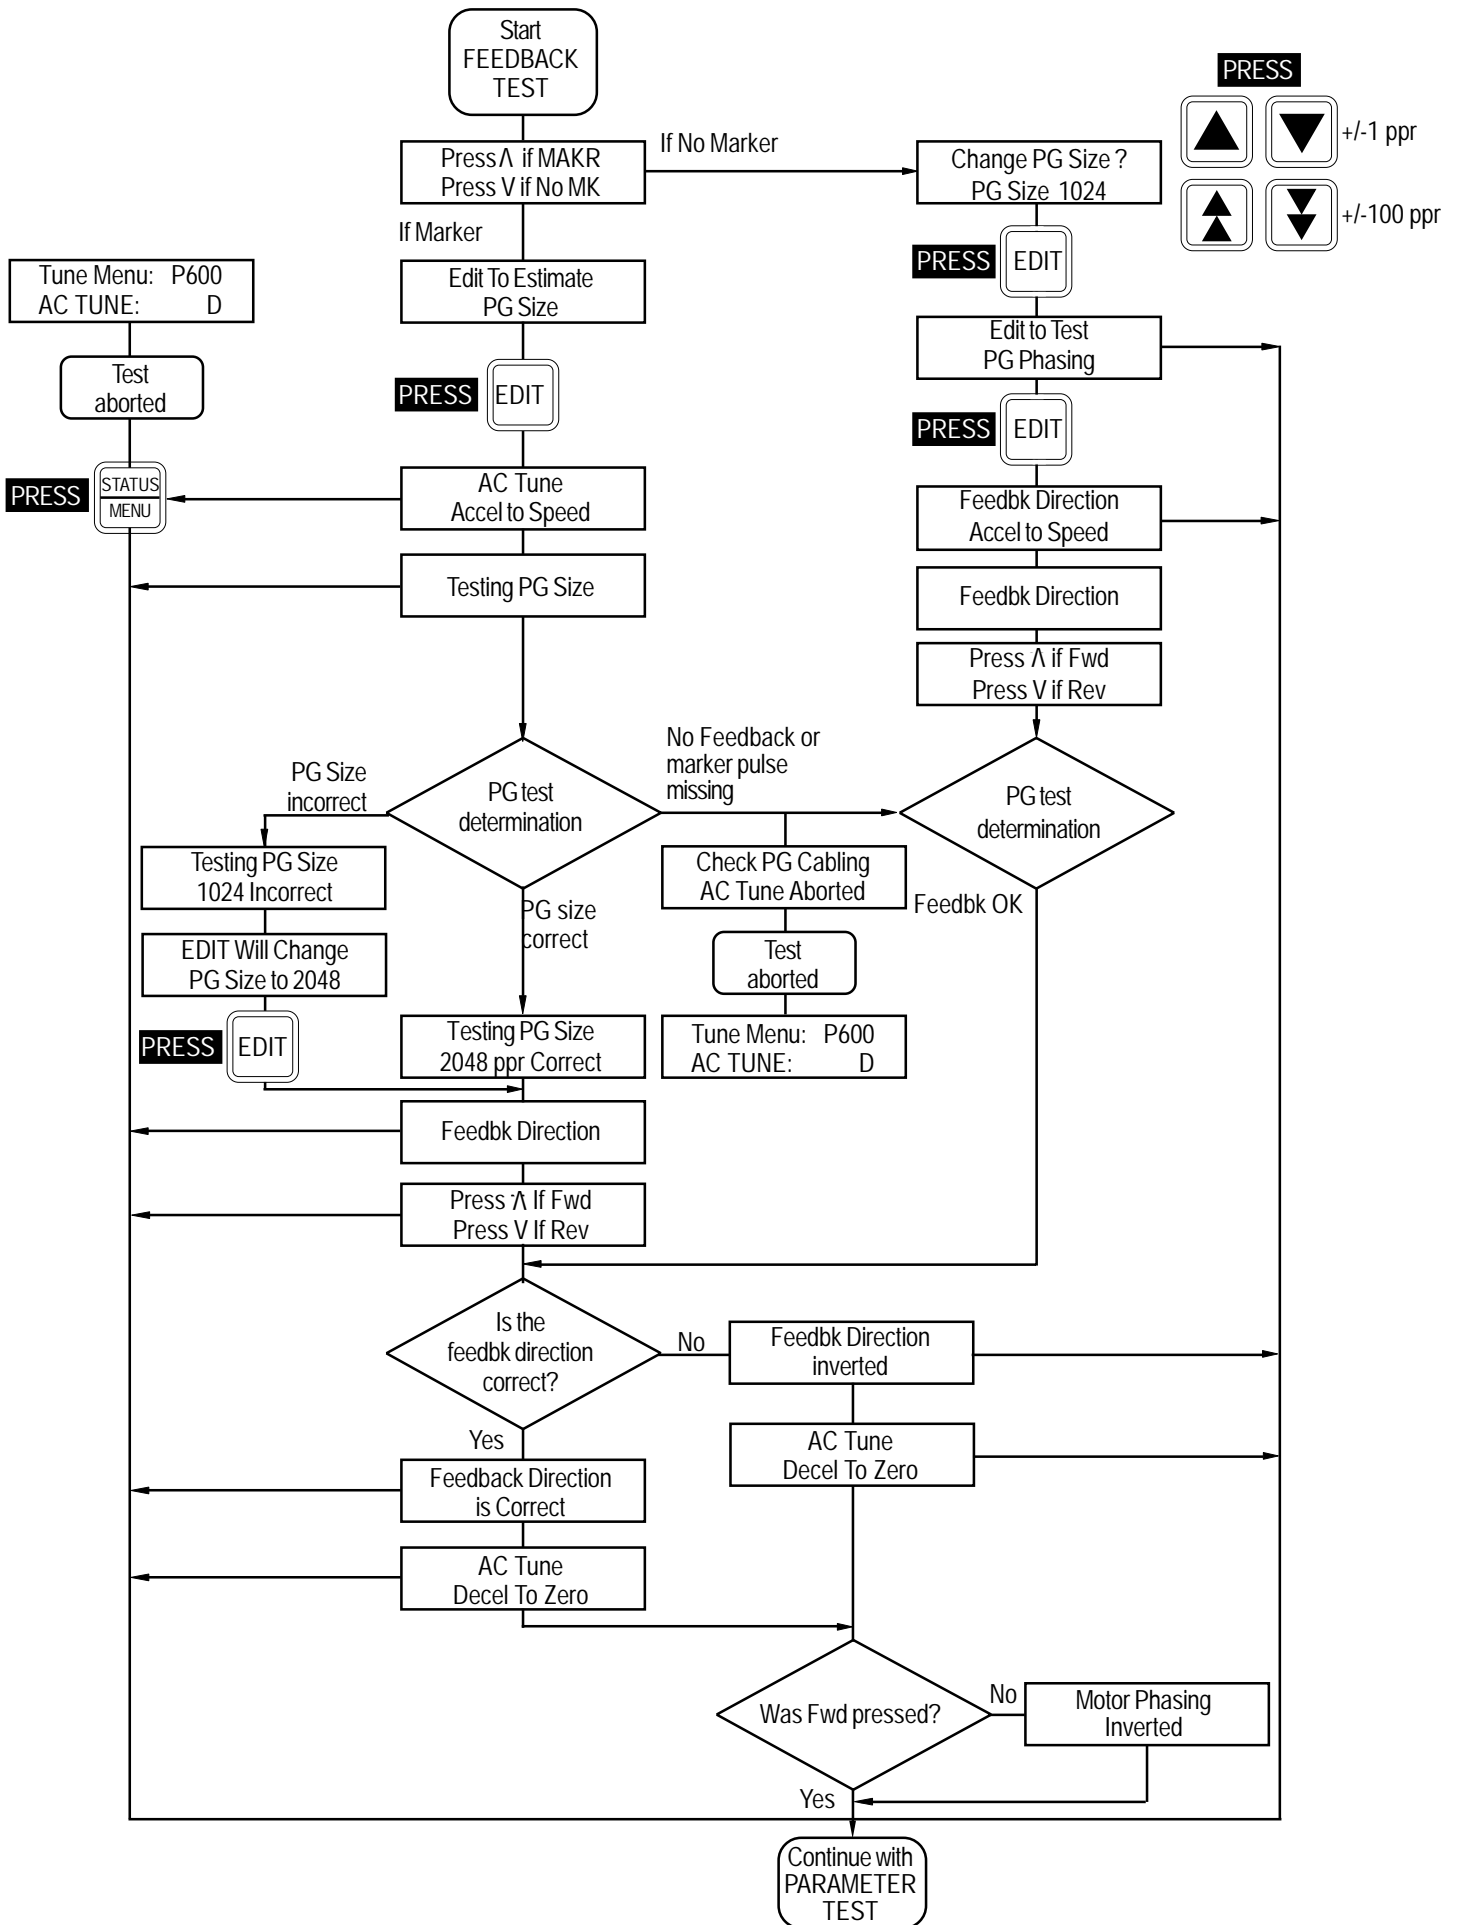 Start
FEEDBACK
TEST
PRESS
+/-1 ppr
+/-100 ppr
Press Λ if MAKR
Press V if No MK
If No Marker
Change PG Size ?
PG Size 1024
If Marker
PRESS
EDIT
Tune Menu: P600
AC TUNE: D
Edit To Estimate
PG Size
Edit to Test
PG Phasing
Test
aborted
PRESS
EDIT
PRESS
EDIT
PRESS
STATUS
MENU
AC Tune
Accel to Speed
Feedbk Direction
Accel to Speed
Testing PG Size
Feedbk Direction
Press Λ if Fwd
Press V if Rev
PG Size
incorrect
PG test
determination
No Feedback or
marker pulse
missing
PG test
determination
Testing PG Size
1024 Incorrect
Check PG Cabling
AC Tune Aborted
PG size
correct
Feedbk OK
EDIT Will Change
PG Size to 2048
Test
aborted
PRESS
EDIT
Testing PG Size
2048 ppr Correct
Tune Menu: P600
AC TUNE: D
Feedbk Direction
Press Λ If Fwd
Press V If Rev
Is the
feedbk direction
correct?
No
Feedbk Direction
inverted
Yes
AC Tune
Decel To Zero
Feedback Direction
is Correct
AC Tune
Decel To Zero
Was Fwd pressed?
No
Motor Phasing
Inverted
Yes
Continue with
PARAMETER
TEST